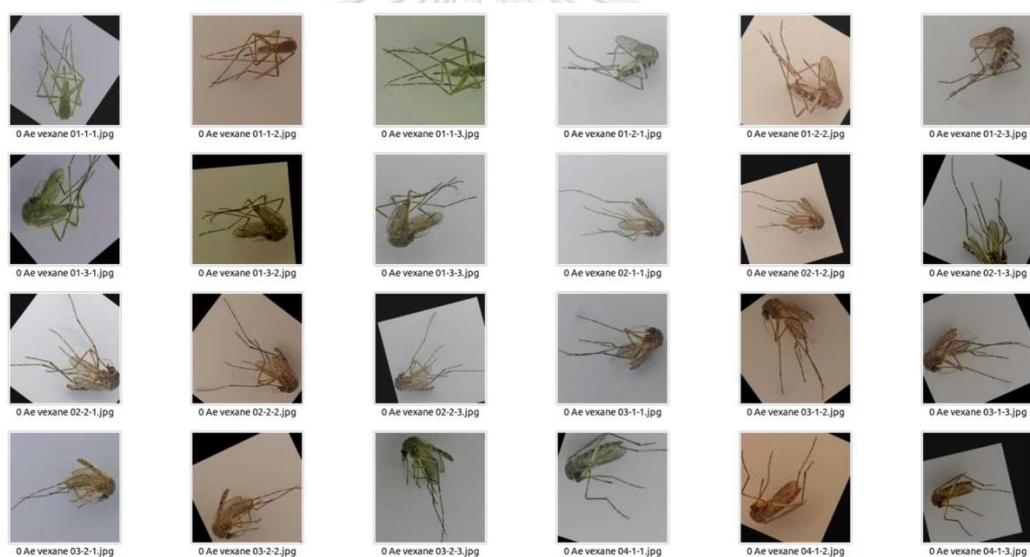 0 Ae vexane 01-1-1.jpg
0 Ae vexane 01-1-2.jpg
0 Ae vexane 01-1-3.jpg
0 Ae vexane 01-2-1.jpg
0 Ae vexane 01-2-2.jpg
0 Ae vexane 01-2-3.jpg
0 Ae vexane 01-3-1.jpg
0 Ae vexane 01-3-2.jpg
0 Ae vexane 01-3-3.jpg
0 Ae vexane 02-1-1.jpg
0 Ae vexane 02-1-2.jpg
0 Ae vexane 02-1-3.jpg
0 Ae vexane 02-2-1.jpg
0 Ae vexane 02-2-2.jpg
0 Ae vexane 02-2-3.jpg
0 Ae vexane 03-1-1.jpg
0 Ae vexane 03-1-2.jpg
0 Ae vexane 03-1-3.jpg
0 Ae vexane 03-2-1.jpg
0 Ae vexane 03-2-2.jpg
0 Ae vexane 03-2-3.jpg
0 Ae vexane 04-1-1.jpg
0 Ae vexane 04-1-2.jpg
0 Ae vexane 04-1-3.jpg